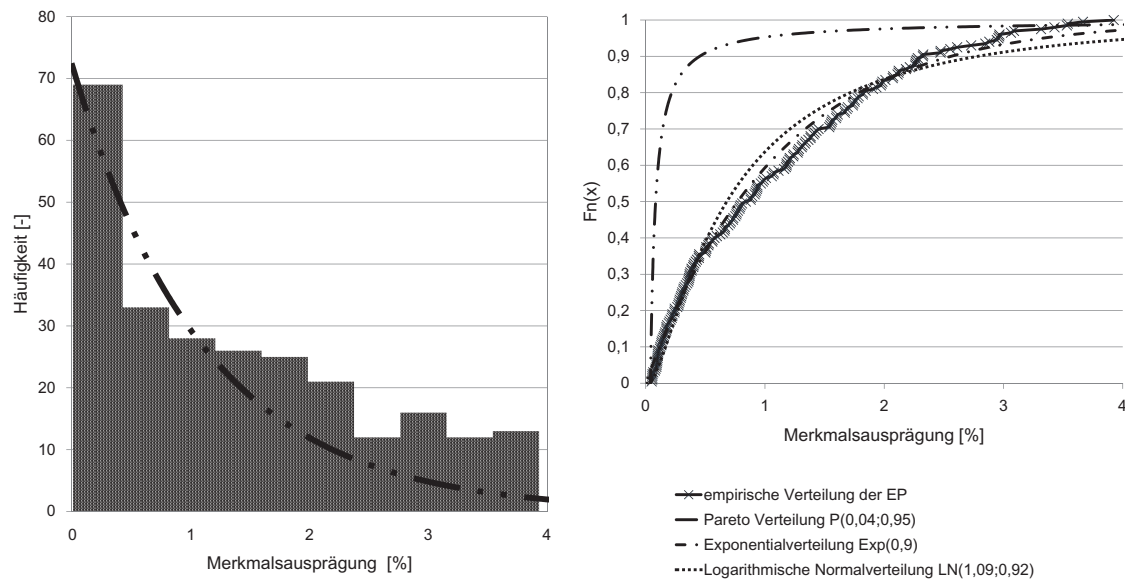 80
70
60
50
40
30
20
10
0
Häufigkeit [-]
0 1 2 3 4
Merkmalsausprägung [%]
1
0,9
0,8
0,7
0,6
0,5
0,4
0,3
0,2
0,1
0
Fn(x)
0 1 2 3 4
Merkmalsausprägung [%]
empirische Verteilung der EP
Pareto Verteilung P(0,04;0,95)
Exponentialverteilung Exp(0,9)
Logarithmische Normalverteilung LN(1,09;0,92)